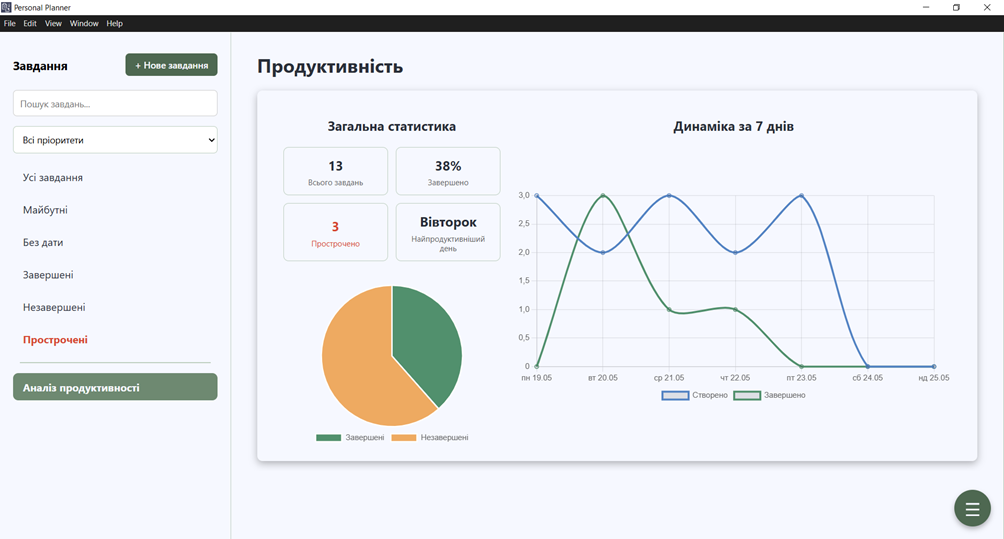 Personal Planner
File Edit View Window Help
Завдання
+ Нове завдання
Пошук завдань...
Всі пріоритети
Усі завдання
Майбутні
Без дати
Завершені
Незавершені
Прострочені
Аналіз продуктивності
Продуктивність
Загальна статистика
13
Всього завдань
38%
Завершено
3
Прострочено
Вівторок
Найпродуктивніший
день
Завершені Незавершені
Динаміка за 7 днів
3,0
2,5
2,0
1,5
1,0
0,5
0
пн 19.05 вт 20.05 ср 21.05 чт 22.05 пт 23.05 сб 24.05 нд 25.05
Створено Завершено